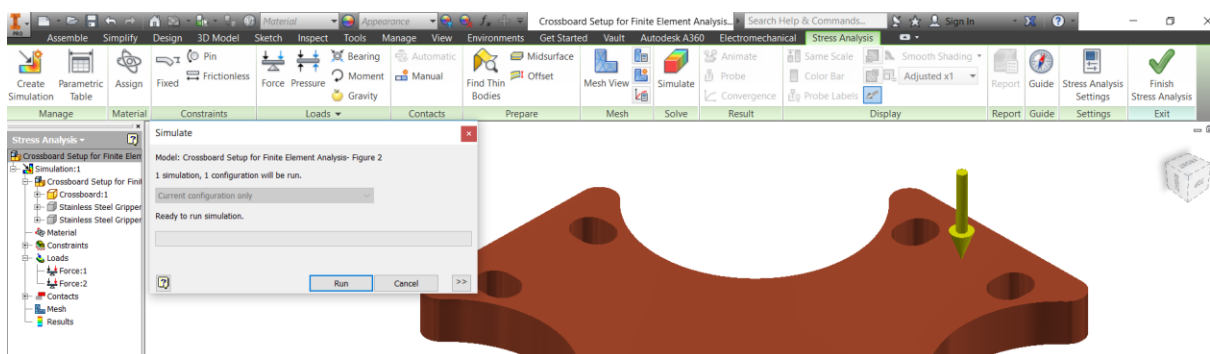 PRO
Material
Appearance
Crossboard Setup for Finite Element Analysis...
Search Help & Commands...
Sign In
Assemble Simplify Design 3D Model Sketch Inspect Tools Manage View Environments Get Started Vault Autodesk A360 Electromechanical Stress Analysis
Pin
Bearing
Automatic
Midsurface
Animate
Same Scale
Smooth Shading
Frictionless
Moment
Manual
Offset
Probe
Color Bar
Adjusted x1
Gravity
Convergence
Probe Labels
Create Simulation
Parametric Table
Assign
Fixed
Force
Pressure
Find Thin Bodies
Mesh View
Simulate
Report
Guide
Stress Analysis Settings
Finish Stress Analysis
Manage Material Constraints Loads Contacts Prepare Mesh Solve Result Display Report Guide Settings Exit
Stress Analysis
Crossboard Setup for Finite Elem
Simulation:1
Crossboard Setup for Finit
Crossboard:1
Stainless Steel Gripper
Stainless Steel Gripper
Material
Constraints
Loads
Force:1
Force:2
Contacts
Mesh
Results
Simulate
Model: Crossboard Setup for Finite Element Analysis- Figure 2
1 simulation, 1 configuration will be run.
Current configuration only
Ready to run simulation.
Run
Cancel
>>